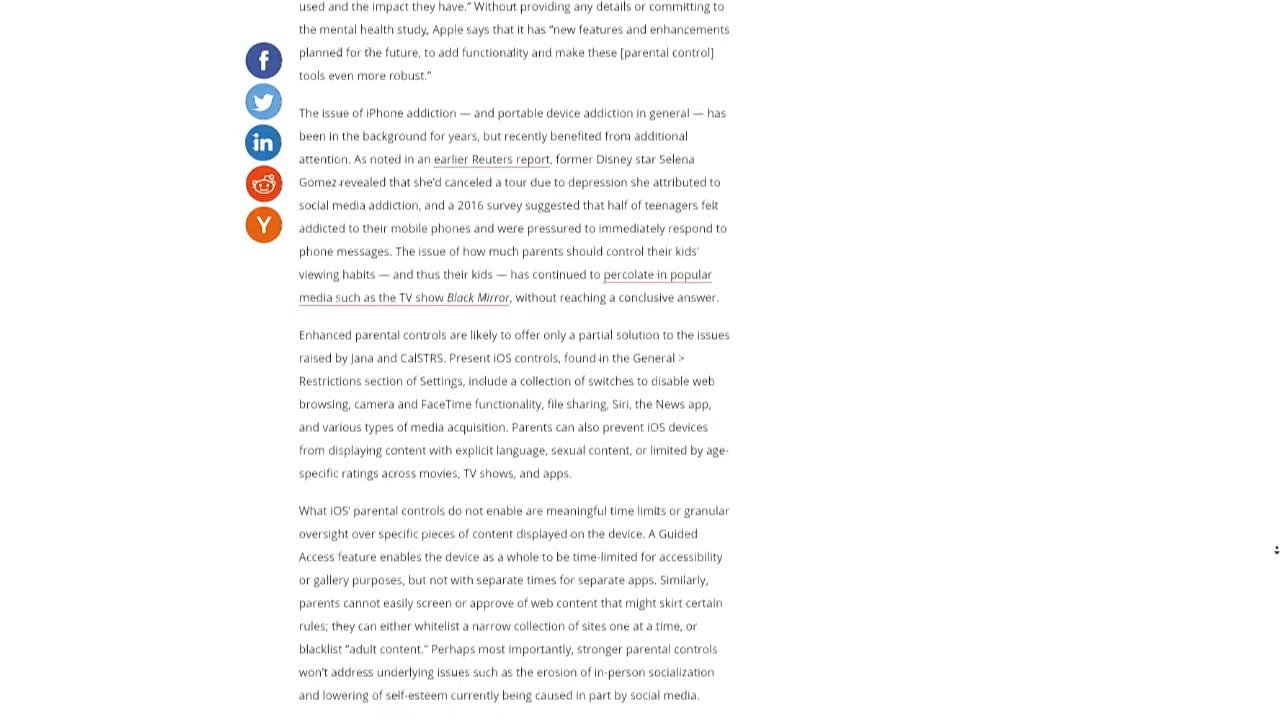 used and the impact they have.” Without providing any details or committing to
the mental health study, Apple says that it has “new features and enhancements
planned for the future, to add functionality and make these [parental control]
tools even more robust.”
The issue of iPhone addiction — and portable device addiction in general — has
been in the background for years, but recently benefited from additional
attention. As noted in an earlier Reuters report, former Disney star Selena
Gomez revealed that she’d canceled a tour due to depression she attributed to
social media addiction, and a 2016 survey suggested that half of teenagers felt
addicted to their mobile phones and were pressured to immediately respond to
phone messages. The issue of how much parents should control their kids’
viewing habits — and thus their kids — has continued to percolate in popular
media such as the TV show Black Mirror, without reaching a conclusive answer.
Enhanced parental controls are likely to offer only a partial solution to the issues
raised by Jana and CalSTRS. Present iOS controls, found in the General >
Restrictions section of Settings, include a collection of switches to disable web
browsing, camera and FaceTime functionality, file sharing, Siri, the News app,
and various types of media acquisition. Parents can also prevent iOS devices
from displaying content with explicit language, sexual content, or limited by age-
specific ratings across movies, TV shows, and apps.
What iOS’ parental controls do not enable are meaningful time limits or granular
oversight over specific pieces of content displayed on the device. A Guided
Access feature enables the device as a whole to be time-limited for accessibility
or gallery purposes, but not with separate times for separate apps. Similarly,
parents cannot easily screen or approve of web content that might skirt certain
rules; they can either whitelist a narrow collection of sites one at a time, or
blacklist “adult content.” Perhaps most importantly, stronger parental controls
won’t address underlying issues such as the erosion of in-person socialization
and lowering of self-esteem currently being caused in part by social media.
f
in
Y